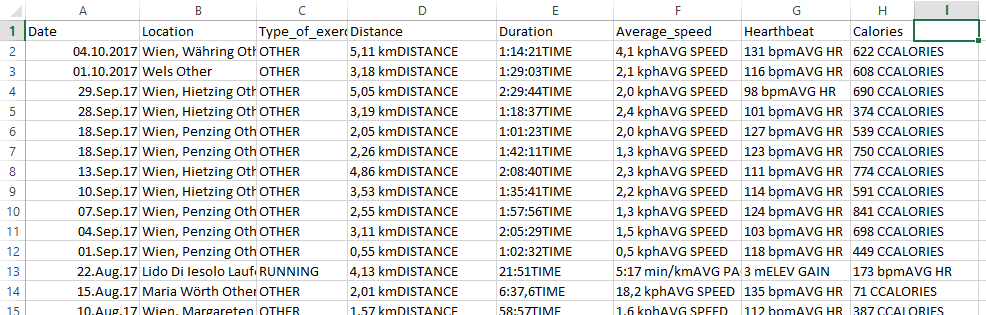 A B C D E F G H I
1 Date Location Type_of_exerc Distance Duration Average_speed Hearthbeat Calories
2 04.10.2017 Wien, Währing Oth OTHER 5,11 kmDISTANCE 1:14:21TIME 4,1 kphAVG SPEED 131 bpmAVG HR 622 CCALORIES
3 01.10.2017 Wels Other OTHER 3,18 kmDISTANCE 1:29:03TIME 2,1 kphAVG SPEED 116 bpmAVG HR 608 CCALORIES
4 29.Sep.17 Wien, Hietzing Oth OTHER 5,05 kmDISTANCE 2:29:44TIME 2,0 kphAVG SPEED 98 bpmAVG HR 690 CCALORIES
5 28.Sep.17 Wien, Hietzing Oth OTHER 3,19 kmDISTANCE 1:18:37TIME 2,4 kphAVG SPEED 101 bpmAVG HR 374 CCALORIES
6 18.Sep.17 Wien, Penzing Oth OTHER 2,05 kmDISTANCE 1:01:23TIME 2,0 kphAVG SPEED 127 bpmAVG HR 539 CCALORIES
7 18.Sep.17 Wien, Penzing Oth OTHER 2,26 kmDISTANCE 1:42:11TIME 1,3 kphAVG SPEED 123 bpmAVG HR 750 CCALORIES
8 13.Sep.17 Wien, Hietzing Oth OTHER 4,86 kmDISTANCE 2:08:40TIME 2,3 kphAVG SPEED 111 bpmAVG HR 774 CCALORIES
9 10.Sep.17 Wien, Hietzing Oth OTHER 3,53 kmDISTANCE 1:35:41TIME 2,2 kphAVG SPEED 114 bpmAVG HR 591 CCALORIES
10 07.Sep.17 Wien, Penzing Oth OTHER 2,55 kmDISTANCE 1:57:56TIME 1,3 kphAVG SPEED 124 bpmAVG HR 841 CCALORIES
11 04.Sep.17 Wien, Penzing Oth OTHER 3,11 kmDISTANCE 2:05:29TIME 1,5 kphAVG SPEED 103 bpmAVG HR 698 CCALORIES
12 01.Sep.17 Wien, Penzing Oth OTHER 0,55 kmDISTANCE 1:02:32TIME 0,5 kphAVG SPEED 118 bpmAVG HR 449 CCALORIES
13 22.Aug.17 Lido Di Iesolo Lauf RUNNING 4,13 kmDISTANCE 21:51TIME 5:17 min/kmAVG PA 3 mELEV GAIN 173 bpmAVG HR
14 15.Aug.17 Maria Wörth Other OTHER 2,01 kmDISTANCE 6:37,6TIME 18,2 kphAVG SPEED 135 bpmAVG HR 71 CCALORIES
15 10.Aug.17 Wien, Margareten OTHER 1,57 kmDISTANCE 58:57TIME 1,6 kphAVG SPEED 112 bpmAVG HR 387 CCALORIES